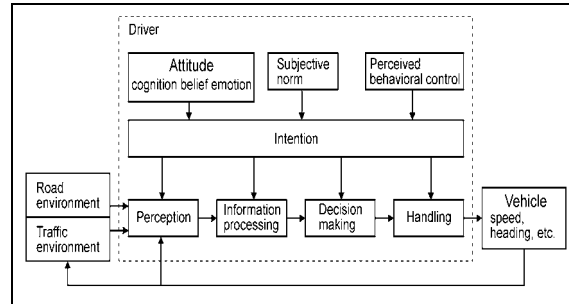 Driver
Attitude
cognition belief emotion
Subjective
norm
Perceived
behavioral control
Intention
Road
environment
Traffic
environment
Perception
Information
processing
Decision
making
Handling
Vehicle
speed,
heading, etc.